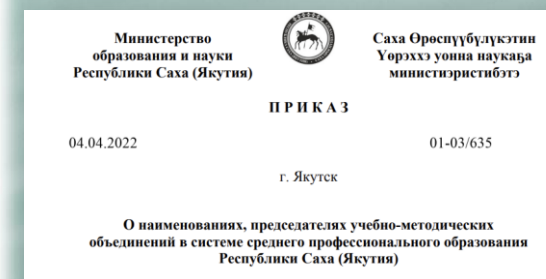 Министерство
образования и науки
Республики Саха (Якутия)
Саха Өрөспүүбүлүкэтин
Үөрэххэ уонна наукаҕа
министиэристибэтэ
П Р И К А З
04.04.2022 01-03/635
г. Якутск
О наименованиях, председателях учебно-методических
объединений в системе среднего профессионального образования
Республики Саха (Якутия)